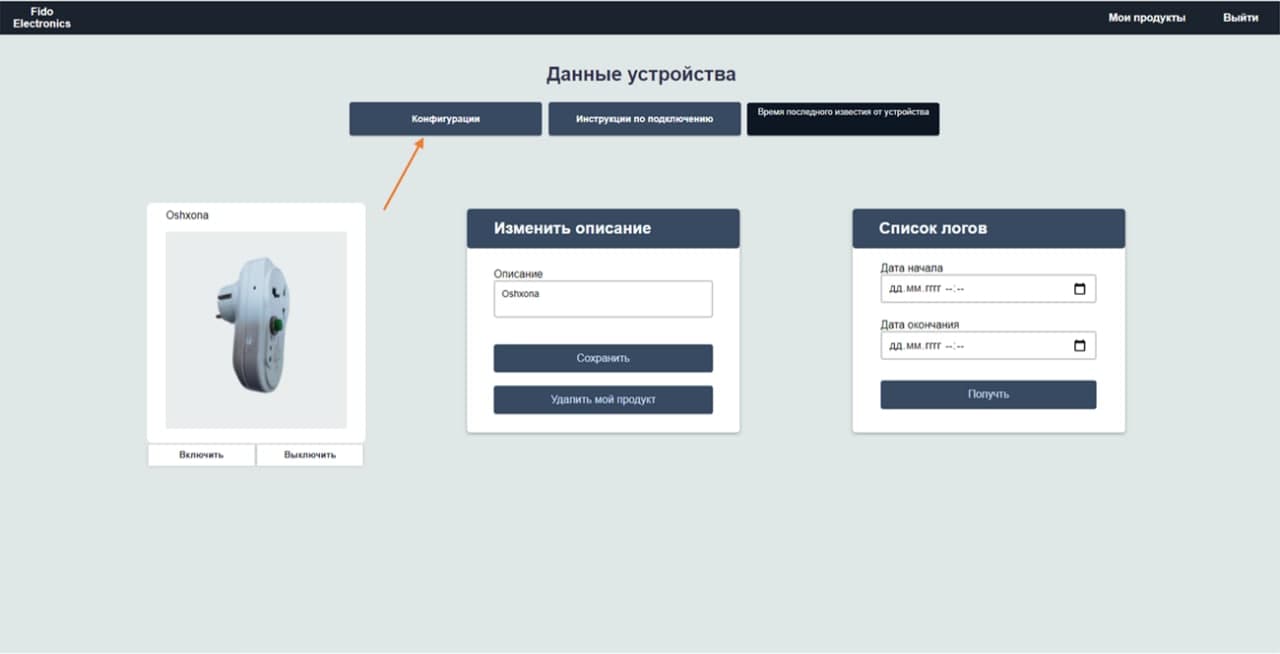 Fido
Electronics
Мои продукты
Выйти
Данные устройства
Конфигурации
Инструкции по подключению
Время последного известия от устройства
Oshxona
Включить
Выключить
Изменить описание
Описание
Oshxona
Сохранить
Удалить мой продукт
Список логов
Дата начала
дд.мм.гггг --:--
Дата окончания
дд.мм.гггг --:--
Получть